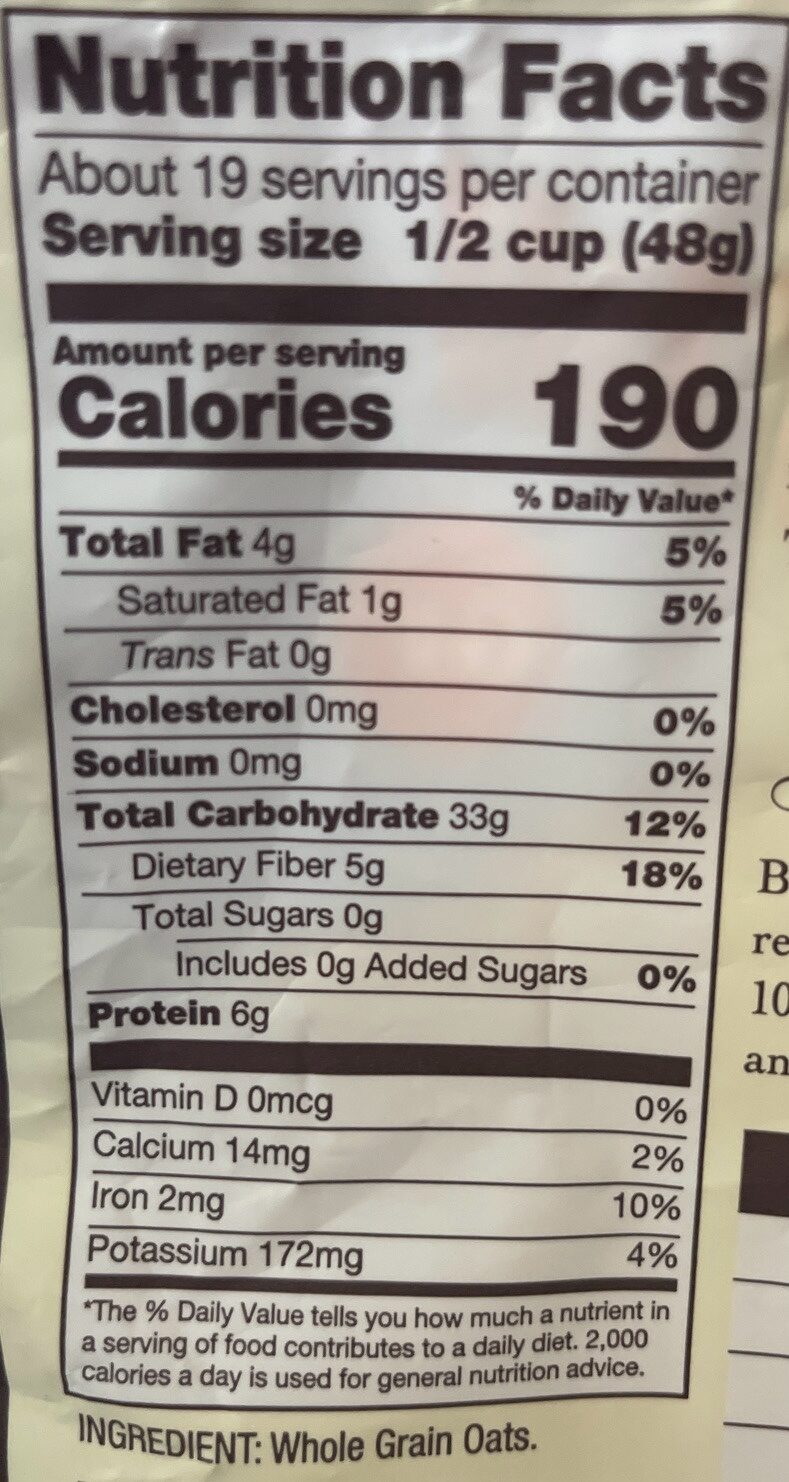 Nutrition Facts
About 19 servings per container
Serving size 1/2 cup (48g)
Amount per serving
Calories 190
% Daily Value*
Total Fat 4g 5%
Saturated Fat 1g 5%
Trans Fat 0g
Cholesterol 0mg 0%
Sodium 0mg 0%
Total Carbohydrate 33g 12%
Dietary Fiber 5g 18%
Total Sugars 0g
Includes 0g Added Sugars 0%
Protein 6g
Vitamin D 0mcg 0%
Calcium 14mg 2%
Iron 2mg 10%
Potassium 172mg 4%
*The % Daily Value tells you how much a nutrient in
a serving of food contributes to a daily diet. 2,000
calories a day is used for general nutrition advice.
INGREDIENT: Whole Grain Oats.